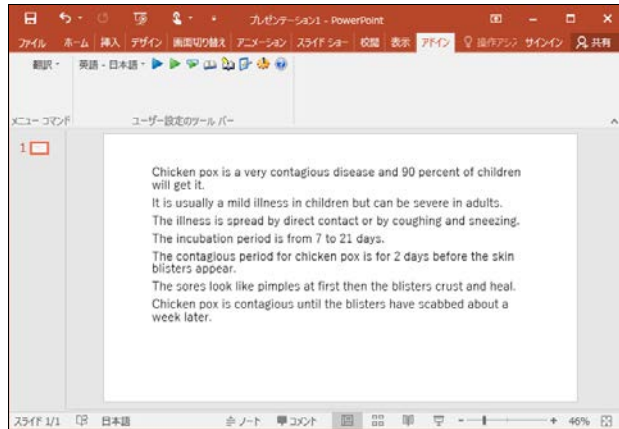 プレゼンテーション1 - PowerPoint
ファイル ホーム 挿入 デザイン 画面切り替え アニメーション スライド ショー 校閲 表示 アドイン 操作アシ サインイン 共有
翻訳 英語 - 日本語
メニュー コマンド ユーザー設定のツール バー
1
Chicken pox is a very contagious disease and 90 percent of children
will get it.
It is usually a mild illness in children but can be severe in adults.
The illness is spread by direct contact or by coughing and sneezing.
The incubation period is from 7 to 21 days.
The contagious period for chicken pox is for 2 days before the skin
blisters appear.
The sores look like pimples at first then the blisters crust and heal.
Chicken pox is contagious until the blisters have scabbed about a
week later.
スライド 1/1 日本語 ノート コメント 46%